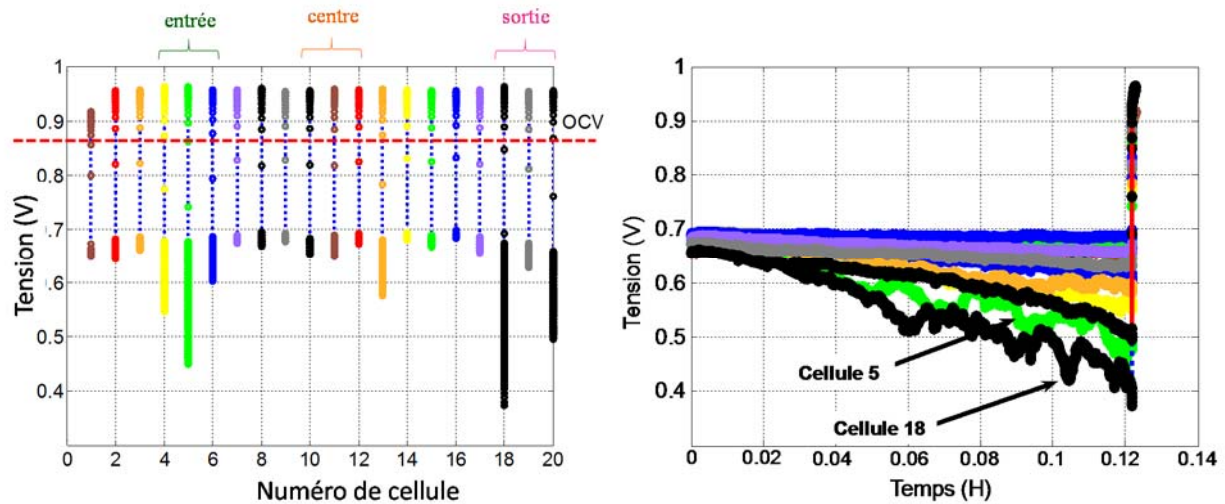 entrée
centre
sortie
1
0.9
0.8
0.7
0.6
0.5
0.4
Tension (V)
OCV
0 2 4 6 8 10 12 14 16 18 20
Numéro de cellule
1
0.9
0.8
0.7
0.6
0.5
0.4
Tension (V)
Cellule 5
Cellule 18
0 0.02 0.04 0.06 0.08 0.1 0.12 0.14
Temps (H)